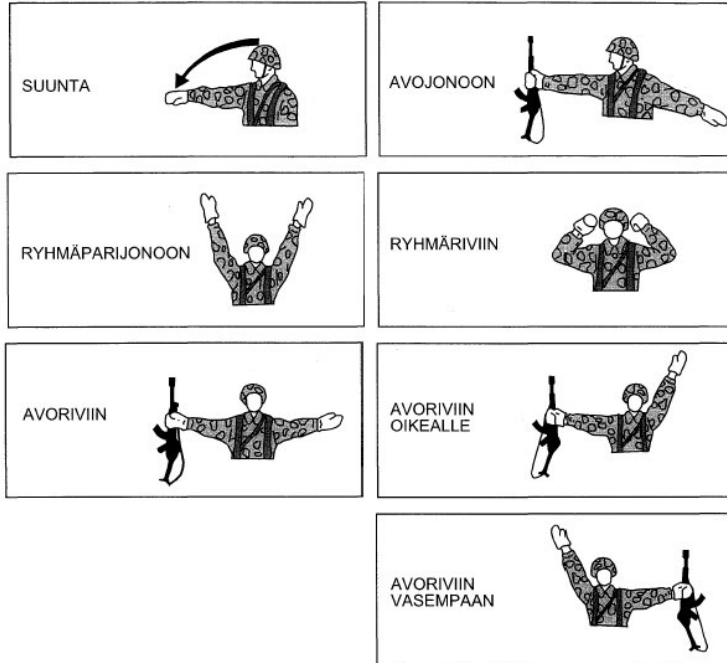 SUUNTA
AVOJONOON
RYHMÄPARIJONOON
RYHMÄRIVIIN
AVORIVIIN
AVORIVIIN
OIKEALLE
AVORIVIIN
VASEMPAAN